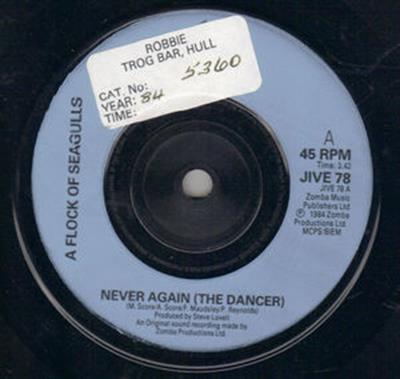 ROBBIE
TROG BAR, HULL
CAT. No: 5360
YEAR: 84
TIME:
A FLOCK OF SEAGULLS
A
45 RPM
Time: 3.42
JIVE 78
JIVE 78 A
Zomba Music
Publishers Ltd
℗ 1984 Zomba
Productions Ltd.
MCPS/BIEM
NEVER AGAIN (THE DANCER)
(M. Score/A. Score/F. Maudsley/P. Reynolds)
Produced by Steve Lovell
An Original sound recording made by
Zomba Productions Ltd.